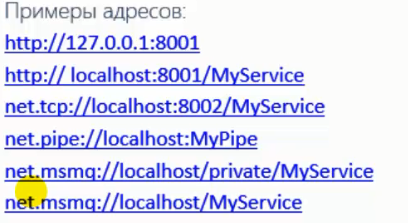 Примеры адресов:
http://127.0.0.1:8001
http:// localhost:8001/MyService
net.tcp://localhost:8002/MyService
net.pipe://localhost:MyPipe
net.msmq://localhost/private/MyService
net.msmq://localhost/MyService